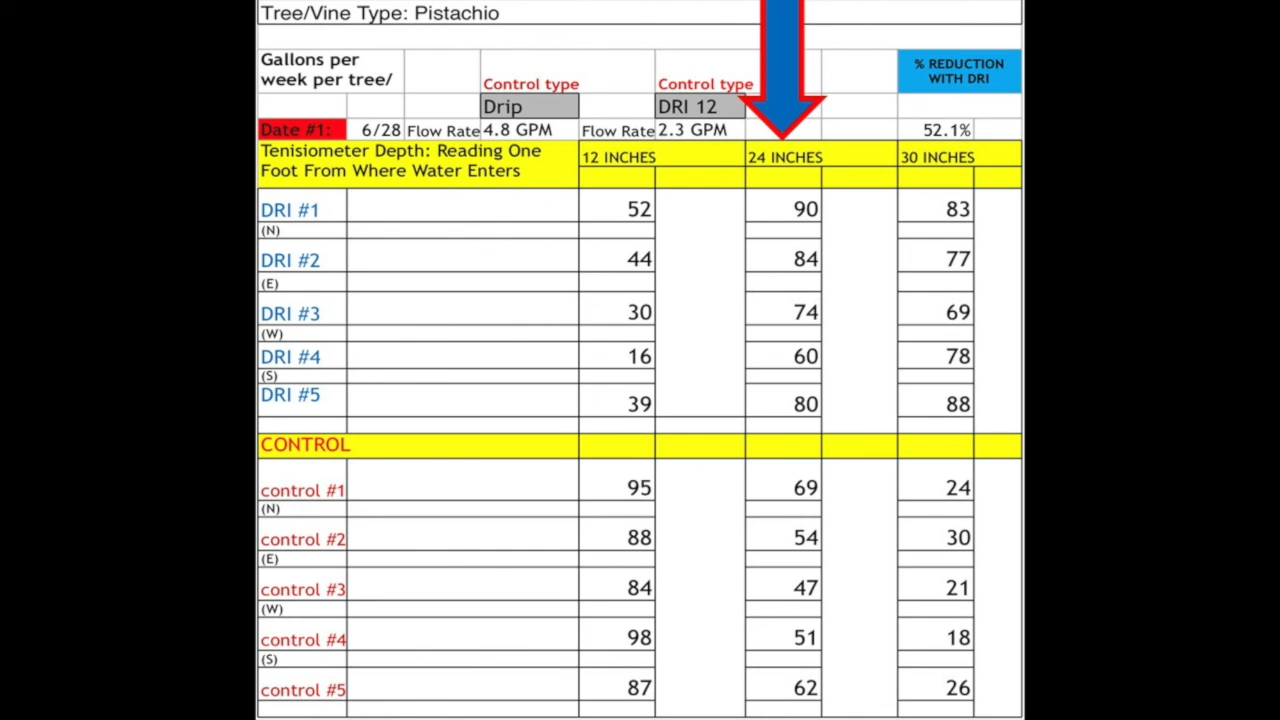 Tree/Vine Type: Pistachio
Gallons per
week per tree/
Control type
Control type
% REDUCTION
WITH DRI
Drip
DRI 12
Date #1: 6/28 Flow Rate 4.8 GPM Flow Rate 2.3 GPM 52.1%
Tenisiometer Depth: Reading One
Foot From Where Water Enters
12 INCHES 24 INCHES 30 INCHES
DRI #1 52 90 83
(N)
DRI #2 44 84 77
(E)
DRI #3 30 74 69
(W)
DRI #4 16 60 78
(S)
DRI #5 39 80 88
CONTROL
control #1 95 69 24
(N)
control #2 88 54 30
(E)
control #3 84 47 21
(W)
control #4 98 51 18
(S)
control #5 87 62 26